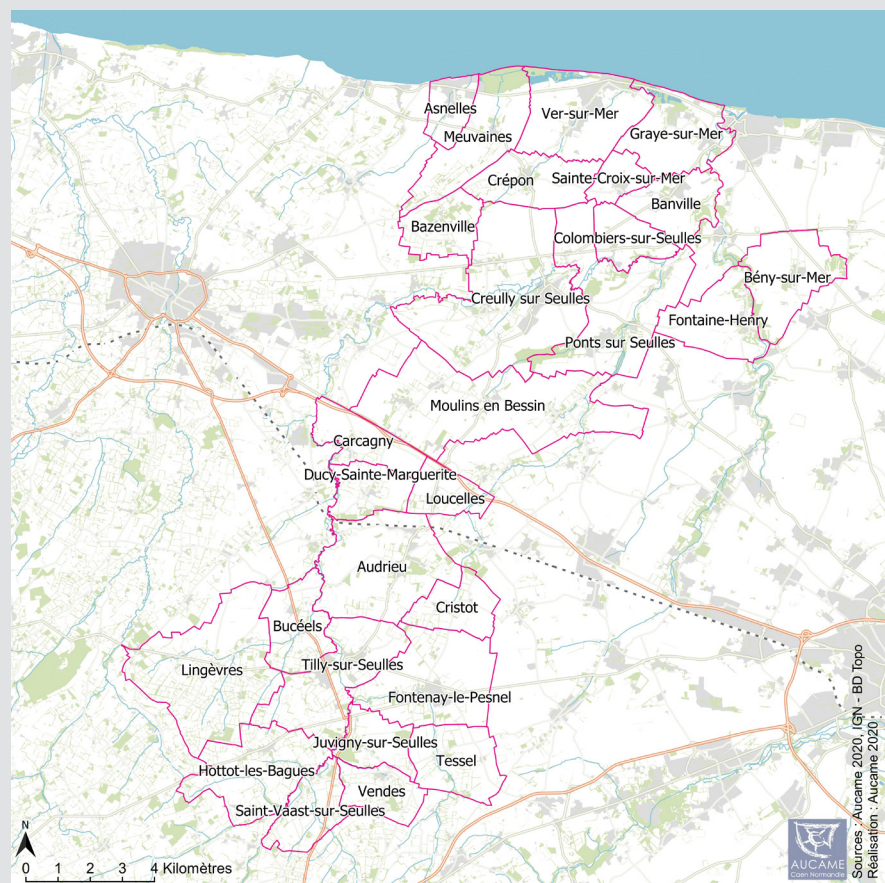 Asnelles
Ver-sur-Mer
Meuvaines
Graye-sur-Mer
Crépon
Sainte-Croix-sur-Mer
Banville
Bazenville
Colombiers-sur-Seulles
Bény-sur-Mer
Creully sur Seulles
Fontaine-Henry
Ponts sur Seulles
Moulins en Bessin
Carcagny
Ducy-Sainte-Marguerite
Loucelles
Audrieu
Cristot
Bucéels
Tilly-sur-Seulles
Lingèvres
Fontenay-le-Pesnel
Juvigny-sur-Seulles
Tessel
Hottot-les-Bagues
Vendes
Saint-Vaast-sur-Seulles
N
0 1 2 3 4 Kilomètres
AUCAME
Caen Normandie
Sources : Aucame 2020, IGN - BD Topo
Réalisation : Aucame 2020 ;